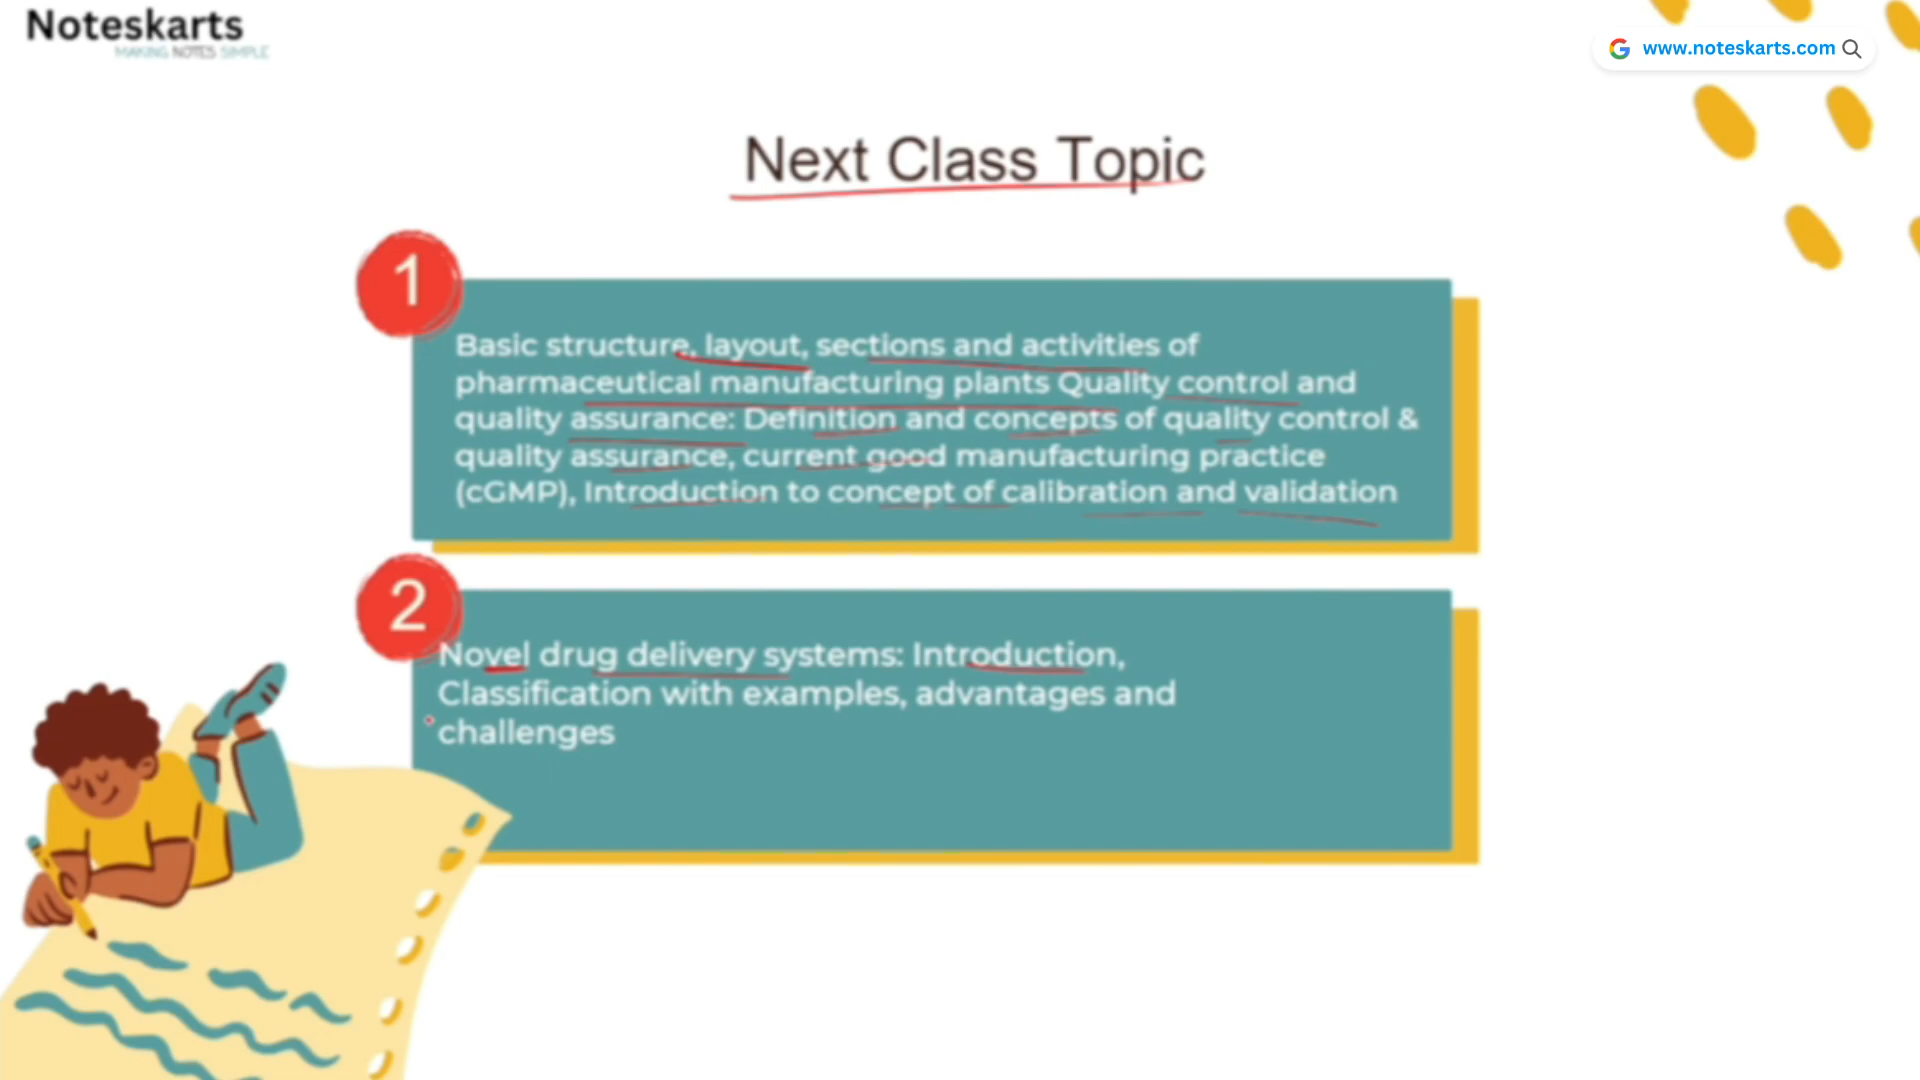 Noteskarts
MAKING NOTES SIMPLE
www.noteskarts.com
Next Class Topic
1
Basic structure, layout, sections and activities of
pharmaceutical manufacturing plants Quality control and
quality assurance: Definition and concepts of quality control &
quality assurance, current good manufacturing practice
(cGMP), Introduction to concept of calibration and validation
2
Novel drug delivery systems: Introduction,
Classification with examples, advantages and
challenges